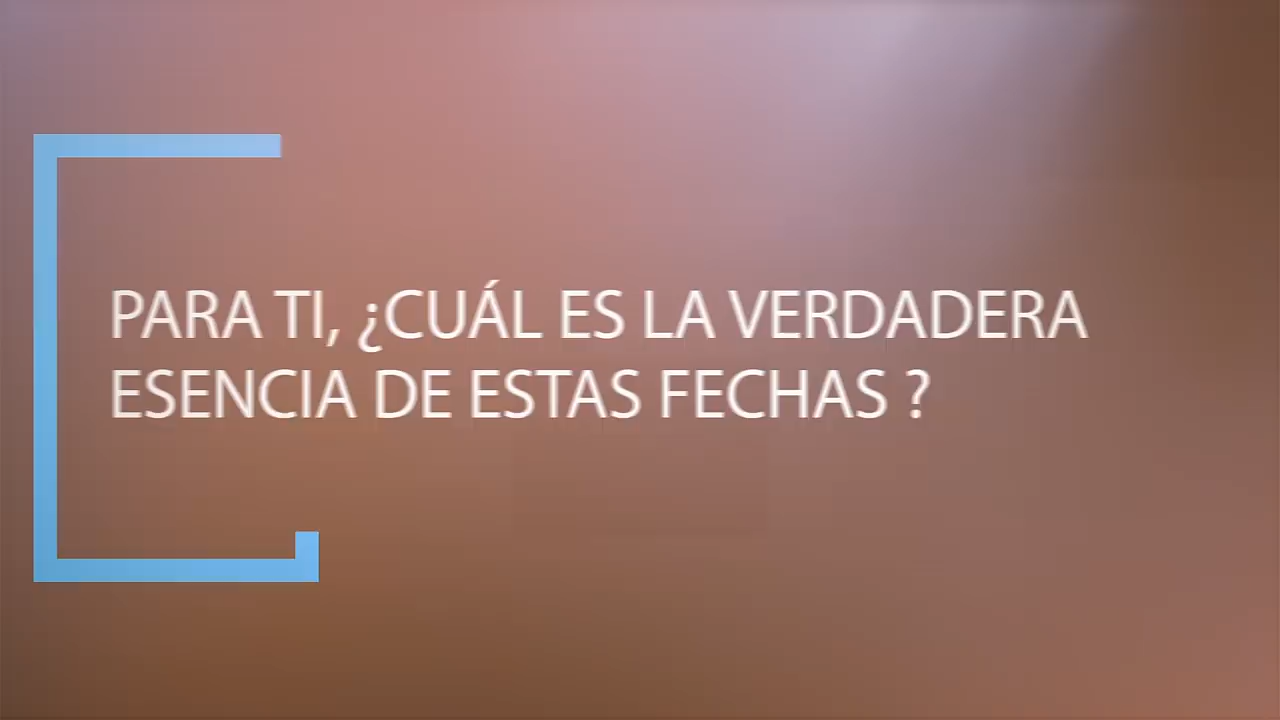 PARA TI, ¿CUÁL ES LA VERDADERA
ESENCIA DE ESTAS FECHAS ?